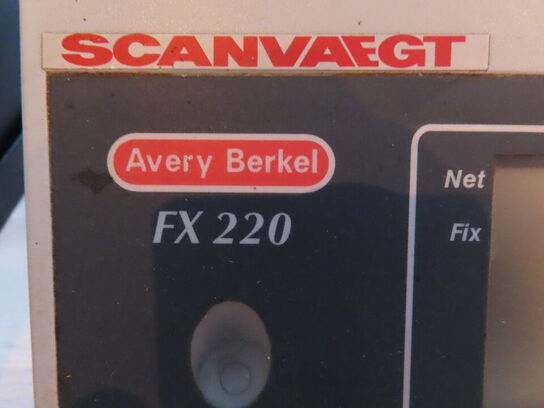 SCANVAEGT
Avery Berkel
FX 220
Net
Fix